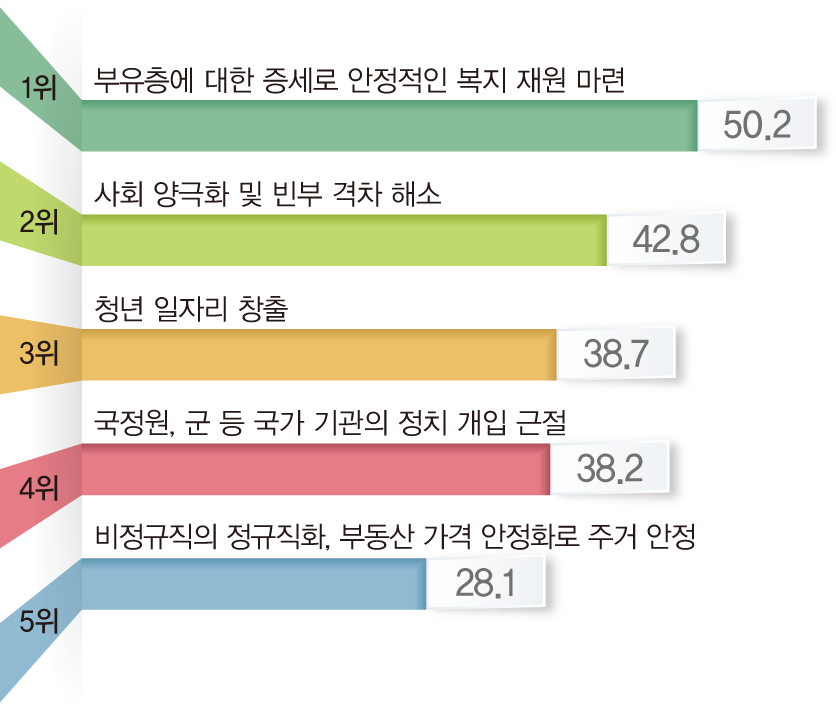 1위
부유층에 대한 증세로 안정적인 복지 재원 마련
50.2
2위
사회 양극화 및 빈부 격차 해소
42.8
3위
청년 일자리 창출
38.7
4위
국정원, 군 등 국가 기관의 정치 개입 근절
38.2
5위
비정규직의 정규직화, 부동산 가격 안정화로 주거 안정
28.1